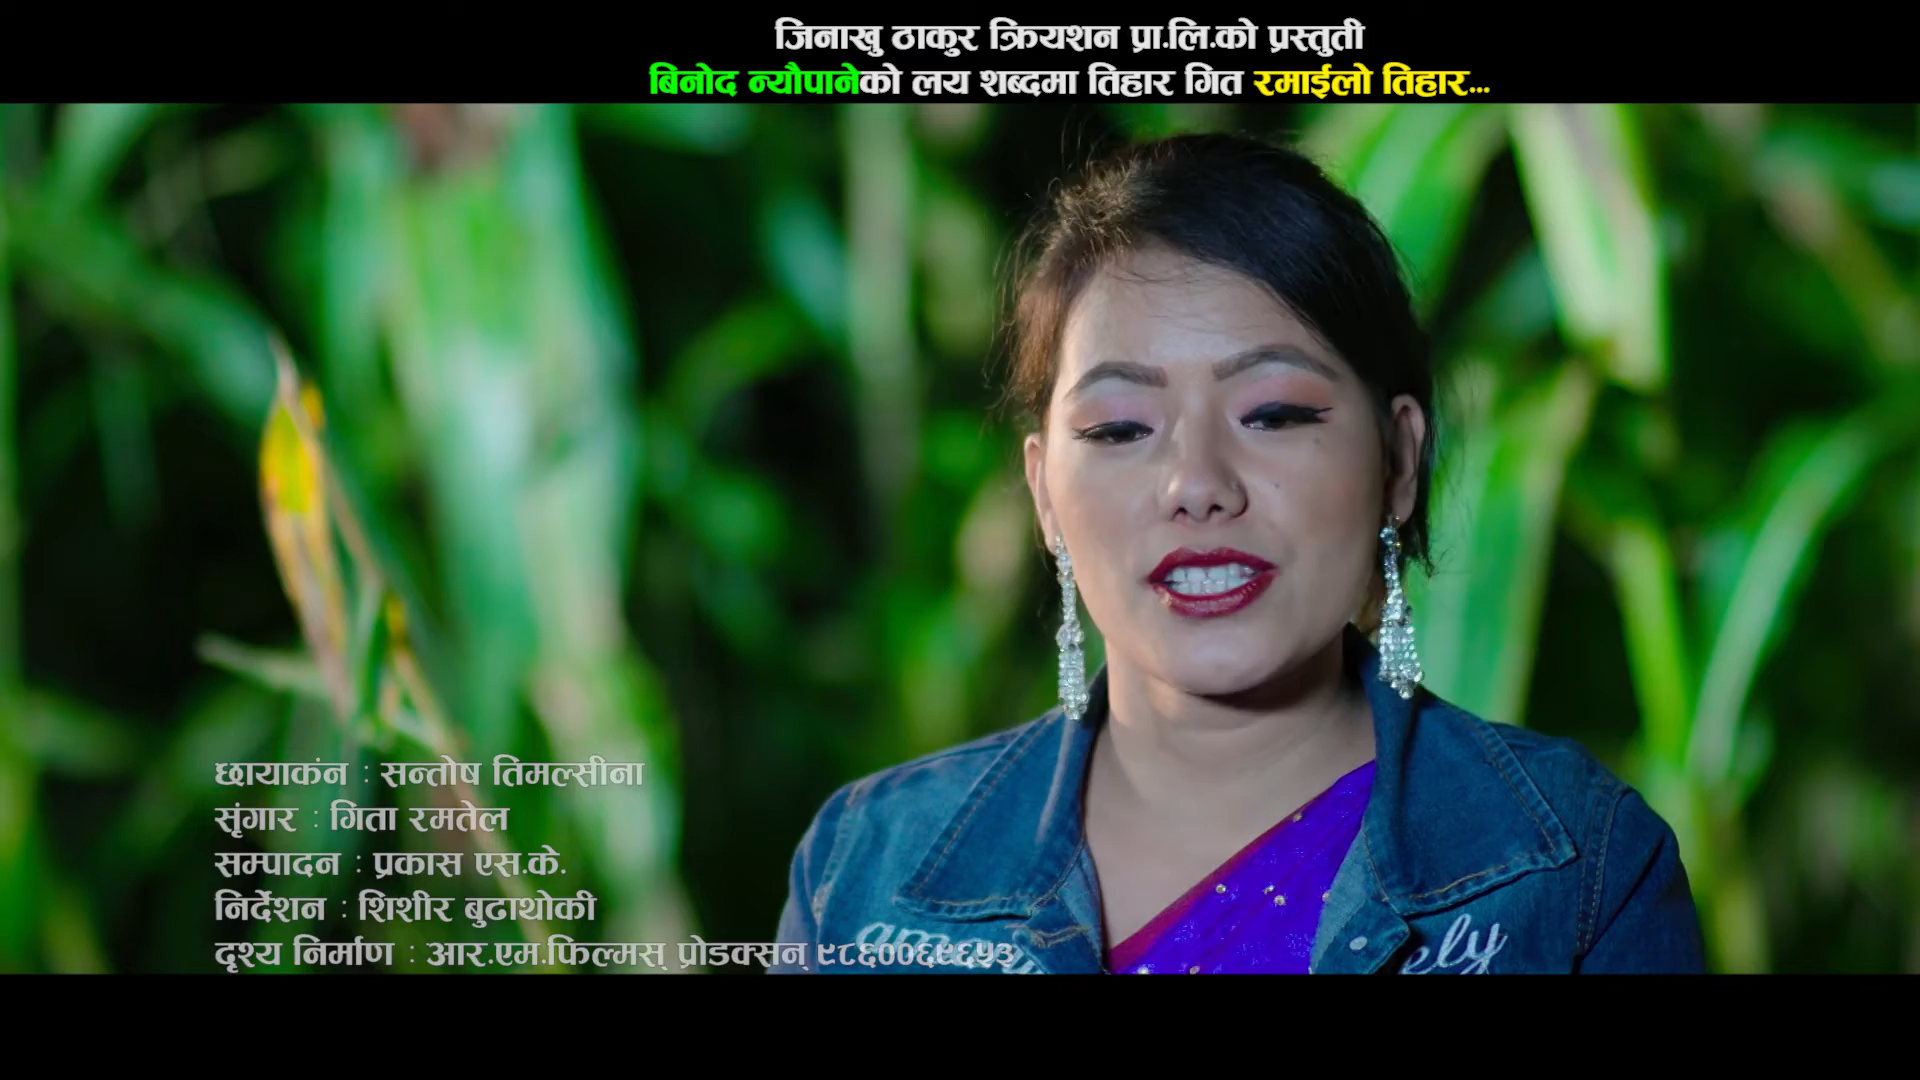 जिनाखु ठाकुर क्रियशन प्रा.लि.को प्रस्तुती
बिनोद न्यौपानेको लय शब्दमा तिहार गित रमाईलो तिहार...
छायाकंन : सन्तोष तिमल्सीना
सृंगार : गिता रमतेल
सम्पादन : प्रकास एस.के.
निर्देशन : शिशीर बुढाथोकी
दृश्य निर्माण : आर.एम.फिल्मस् प्रोडक्सन् ९८६००६९६५३